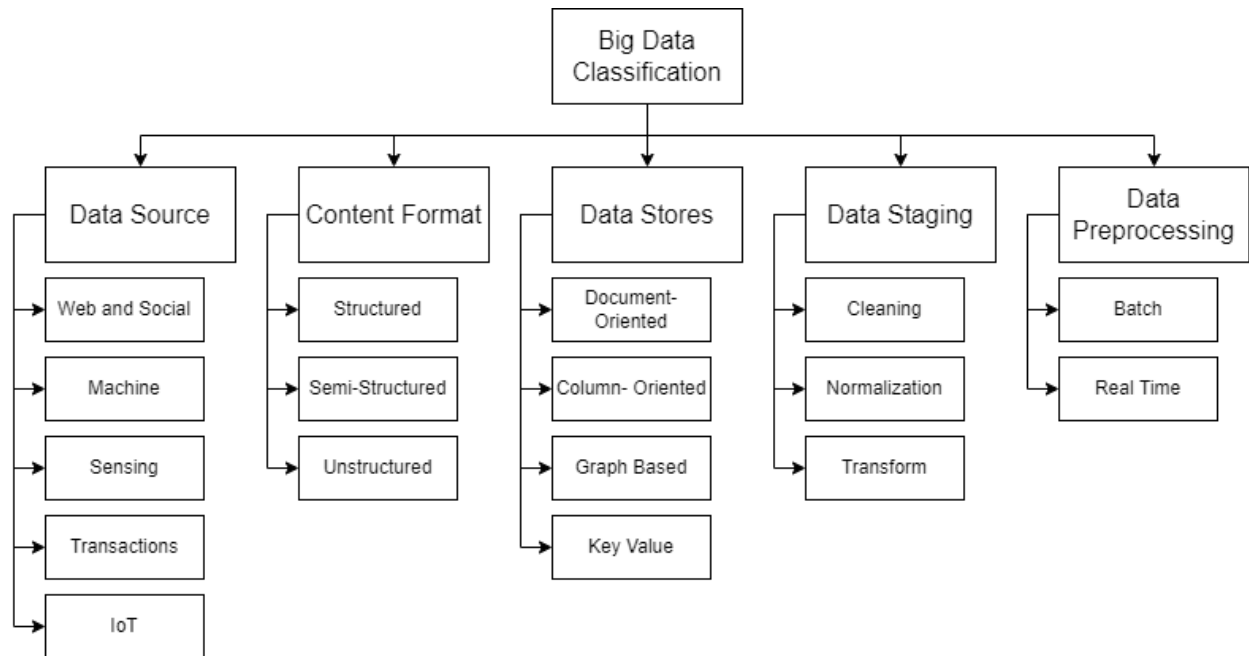 Big Data
Classification
Data Source
Content Format
Data Stores
Data Staging
Data
Preprocessing
Web and Social
Structured
Document-
Oriented
Cleaning
Batch
Machine
Semi-Structured
Column- Oriented
Normalization
Real Time
Sensing
Unstructured
Graph Based
Transform
Transactions
Key Value
IoT